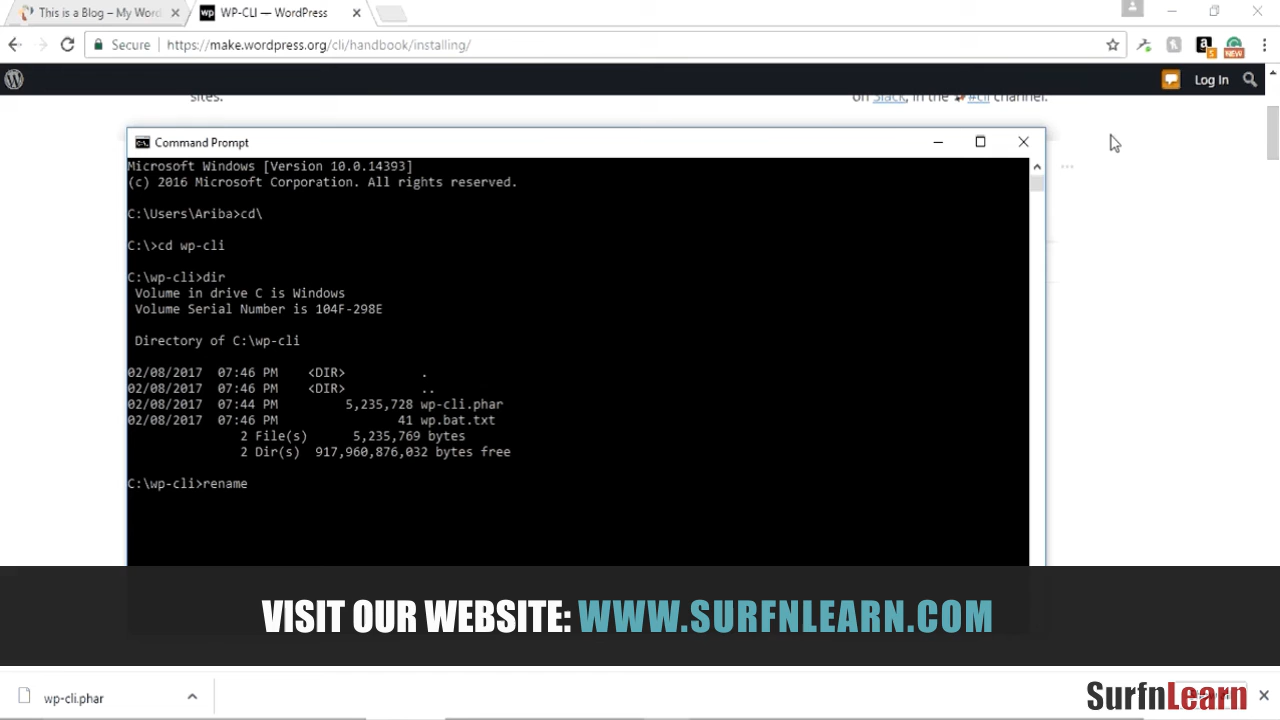 This is a Blog – My Word
WP-CLI — WordPress
Secure
https://make.wordpress.org/cli/handbook/installing/
NEW
Log In
sites.
on Slack, in the #cli channel.
Command Prompt
Microsoft Windows [Version 10.0.14393]
(c) 2016 Microsoft Corporation. All rights reserved.
C:\Users\Ariba>cd\
C:\>cd wp-cli
C:\wp-cli>dir
Volume in drive C is Windows
Volume Serial Number is 104F-298E
Directory of C:\wp-cli
02/08/2017 07:46 PM <DIR> .
02/08/2017 07:46 PM <DIR> ..
02/08/2017 07:44 PM 5,235,728 wp-cli.phar
02/08/2017 07:46 PM 41 wp.bat.txt
2 File(s) 5,235,769 bytes
2 Dir(s) 917,960,876,032 bytes free
C:\wp-cli>rename
VISIT OUR WEBSITE: WWW.SURFNLEARN.COM
wp-cli.phar
SurfnLearn